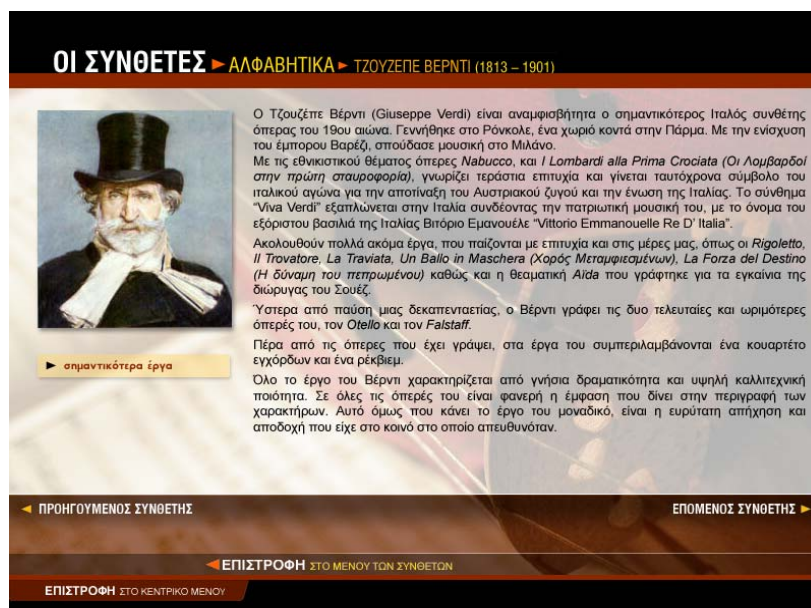 ΟΙ ΣΥΝΘΕΤΕΣ ► ΑΛΦΑΒΗΤΙΚΑ ► ΤΖΟΥΖΕΠΕ ΒΕΡΝΤΙ (1813 – 1901)
Ο Τζουζέπε Βέρντι (Giuseppe Verdi) είναι αναμφισβήτητα ο σημαντικότερος Ιταλός συνθέτης
όπερας του 19ου αιώνα. Γεννήθηκε στο Ρόνκολε, ένα χωριό κοντά στην Πάρμα. Με την ενίσχυση
του έμπορου Βαρέζι, σπούδασε μουσική στο Μιλάνο.
Με τις εθνικιστικού θέματος όπερες Nabucco, και I Lombardi alla Prima Crociata (Οι Λομβαρδοί
στην πρώτη σταυροφορία), γνωρίζει τεράστια επιτυχία και γίνεται ταυτόχρονα σύμβολο του
ιταλικού αγώνα για την αποτίναξη του Αυστριακού ζυγού και την ένωση της Ιταλίας. Το σύνθημα
“Viva Verdi” εξαπλώνεται στην Ιταλία συνδέοντας την πατριωτική μουσική του, με το όνομα του
εξόριστου βασιλιά της Ιταλίας Βιτόριο Εμανουέλε “Vittorio Emmanouelle Re D’ Italia”.
Ακολουθούν πολλά ακόμα έργα, που παίζονται με επιτυχία και στις μέρες μας, όπως οι Rigoletto,
Il Trovatore, La Traviata, Un Ballo in Maschera (Χορός Μεταμφιεσμένων), La Forza del Destino
(Η δύναμη του πεπρωμένου) καθώς και η θεαματική Aïda που γράφτηκε για τα εγκαίνια της
διώρυγας του Σουέζ.
Ύστερα από παύση μιας δεκαπενταετίας, ο Βέρντι γράφει τις δυο τελευταίες και ωριμότερες
όπερές του, τον Otello και τον Falstaff.
Πέρα από τις όπερες που έχει γράψει, στα έργα του συμπεριλαμβάνονται ένα κουαρτέτο
εγχόρδων και ένα ρέκβιεμ.
Όλο το έργο του Βέρντι χαρακτηρίζεται από γνήσια δραματικότητα και υψηλή καλλιτεχνική
ποιότητα. Σε όλες τις όπερές του είναι φανερή η έμφαση που δίνει στην περιγραφή των
χαρακτήρων. Αυτό όμως που κάνει το έργο του μοναδικό, είναι η ευρύτατη απήχηση και
αποδοχή που είχε στο κοινό στο οποίο απευθυνόταν.
► σημαντικότερα έργα
◄ ΠΡΟΗΓΟΥΜΕΝΟΣ ΣΥΝΘΕΤΗΣ
ΕΠΟΜΕΝΟΣ ΣΥΝΘΕΤΗΣ ►
◄ ΕΠΙΣΤΡΟΦΗ ΣΤΟ ΜΕΝΟΥ ΤΩΝ ΣΥΝΘΕΤΩΝ
ΕΠΙΣΤΡΟΦΗ ΣΤΟ ΚΕΝΤΡΙΚΟ ΜΕΝΟΥ